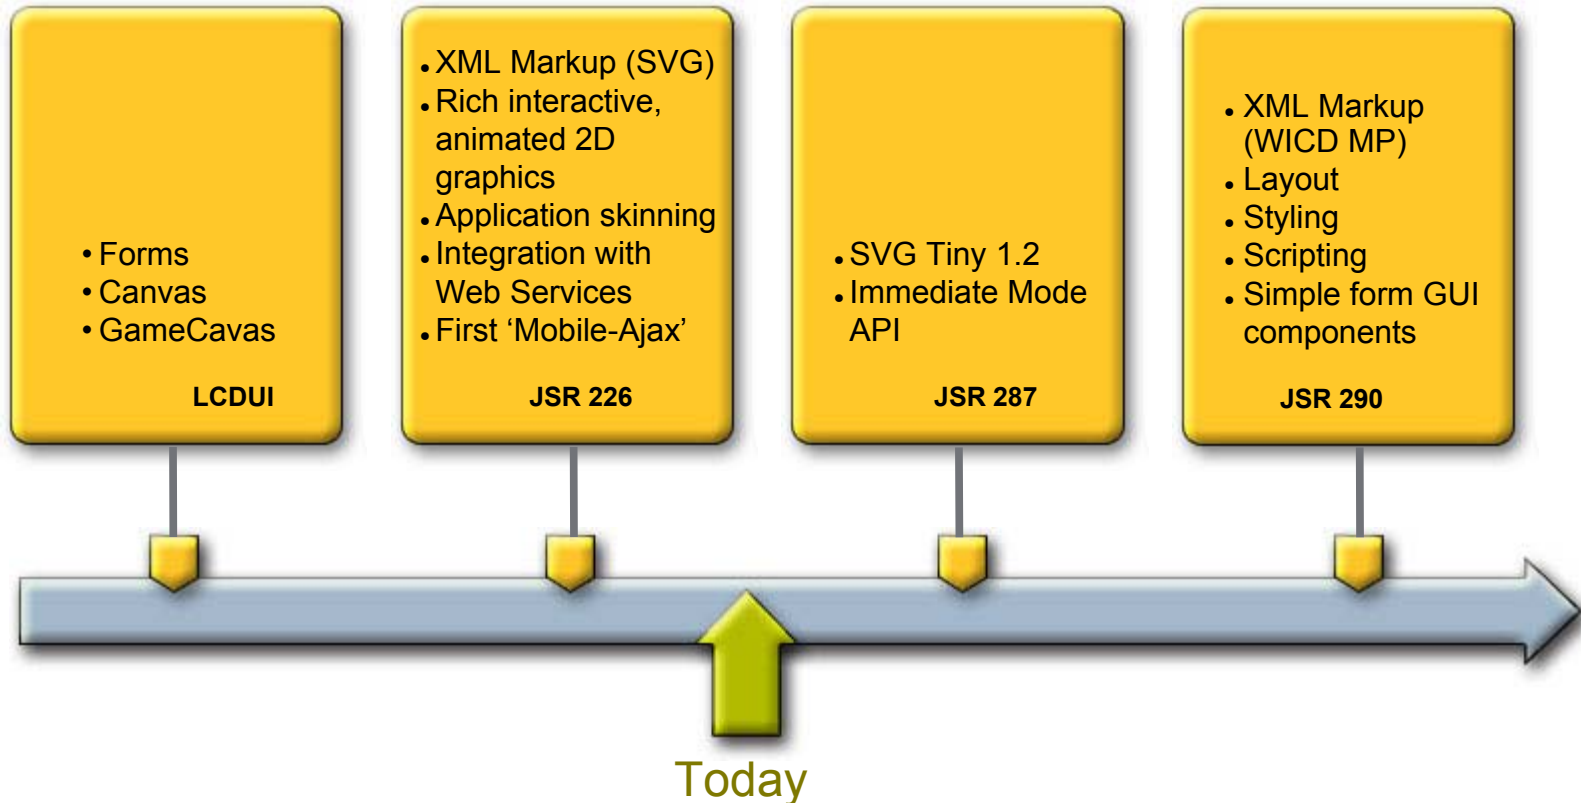 • Forms
• Canvas
• GameCavas
LCDUI
• XML Markup (SVG)
• Rich interactive,
animated 2D
graphics
• Application skinning
• Integration with
Web Services
• First ‘Mobile-Ajax’
JSR 226
• SVG Tiny 1.2
• Immediate Mode
API
JSR 287
• XML Markup
(WICD MP)
• Layout
• Styling
• Scripting
• Simple form GUI
components
JSR 290
Today